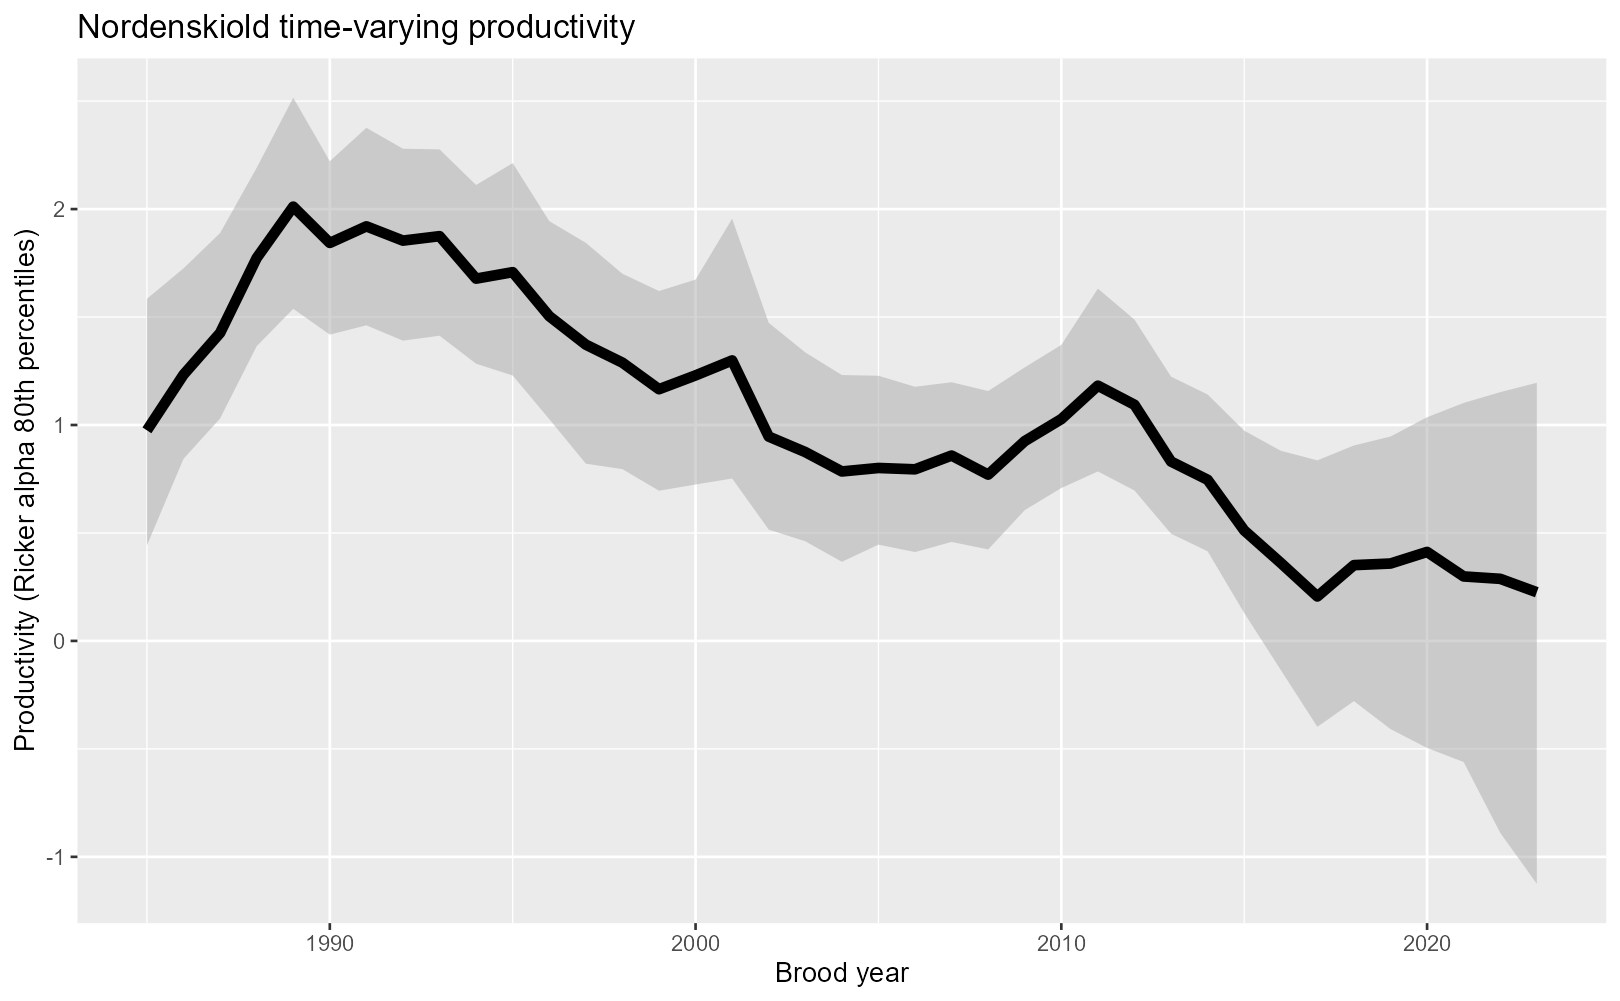 Nordenskiold time-varying productivity
Productivity (Ricker alpha 80th percentiles)
2
1
0
-1
1990 2000 2010 2020
Brood year